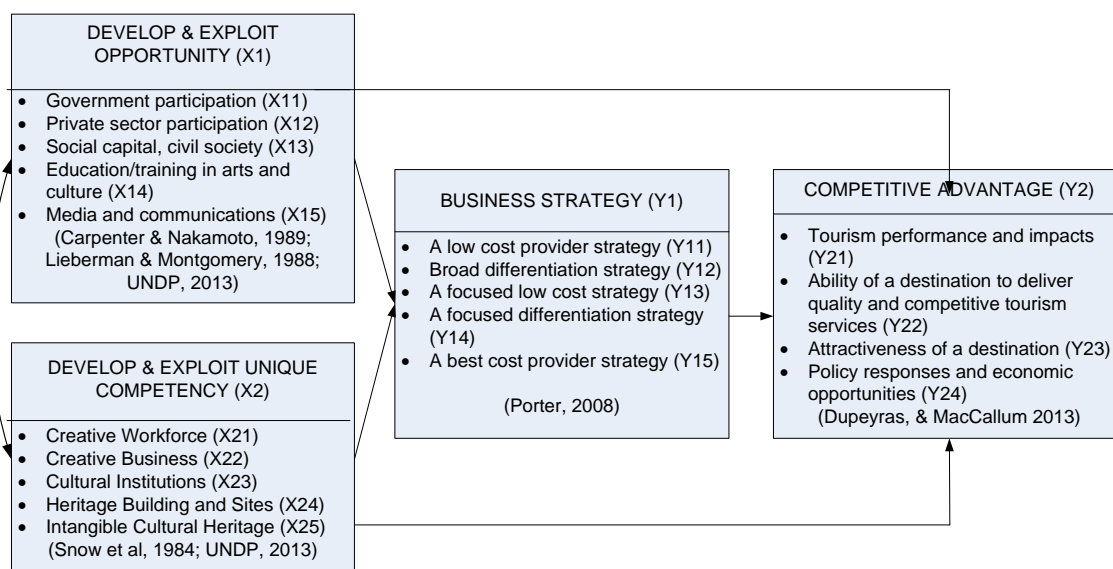 DEVELOP & EXPLOIT
OPPORTUNITY (X1)
• Government participation (X11)
• Private sector participation (X12)
• Social capital, civil society (X13)
• Education/training in arts and
culture (X14)
• Media and communications (X15)
(Carpenter & Nakamoto, 1989;
Lieberman & Montgomery, 1988;
UNDP, 2013)
DEVELOP & EXPLOIT UNIQUE
COMPETENCY (X2)
• Creative Workforce (X21)
• Creative Business (X22)
• Cultural Institutions (X23)
• Heritage Building and Sites (X24)
• Intangible Cultural Heritage (X25)
(Snow et al, 1984; UNDP, 2013)
BUSINESS STRATEGY (Y1)
• A low cost provider strategy (Y11)
• Broad differentiation strategy (Y12)
• A focused low cost strategy (Y13)
• A focused differentiation strategy
(Y14)
• A best cost provider strategy (Y15)
(Porter, 2008)
COMPETITIVE ADVANTAGE (Y2)
• Tourism performance and impacts
(Y21)
• Ability of a destination to deliver
quality and competitive tourism
services (Y22)
• Attractiveness of a destination (Y23)
• Policy responses and economic
opportunities (Y24)
(Dupeyras, & MacCallum 2013)